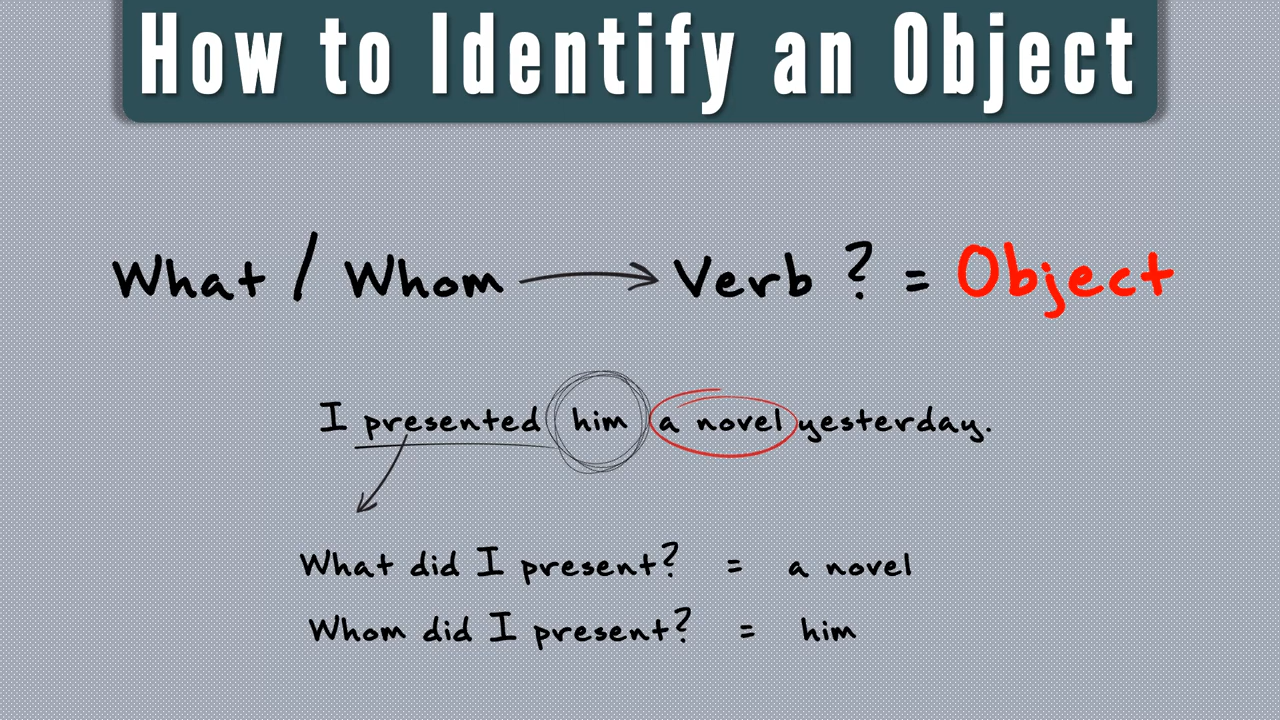 How to Identify an Object
What / Whom → Verb ? = Object
I presented him a novel yesterday.
What did I present? = a novel
Whom did I present? = him